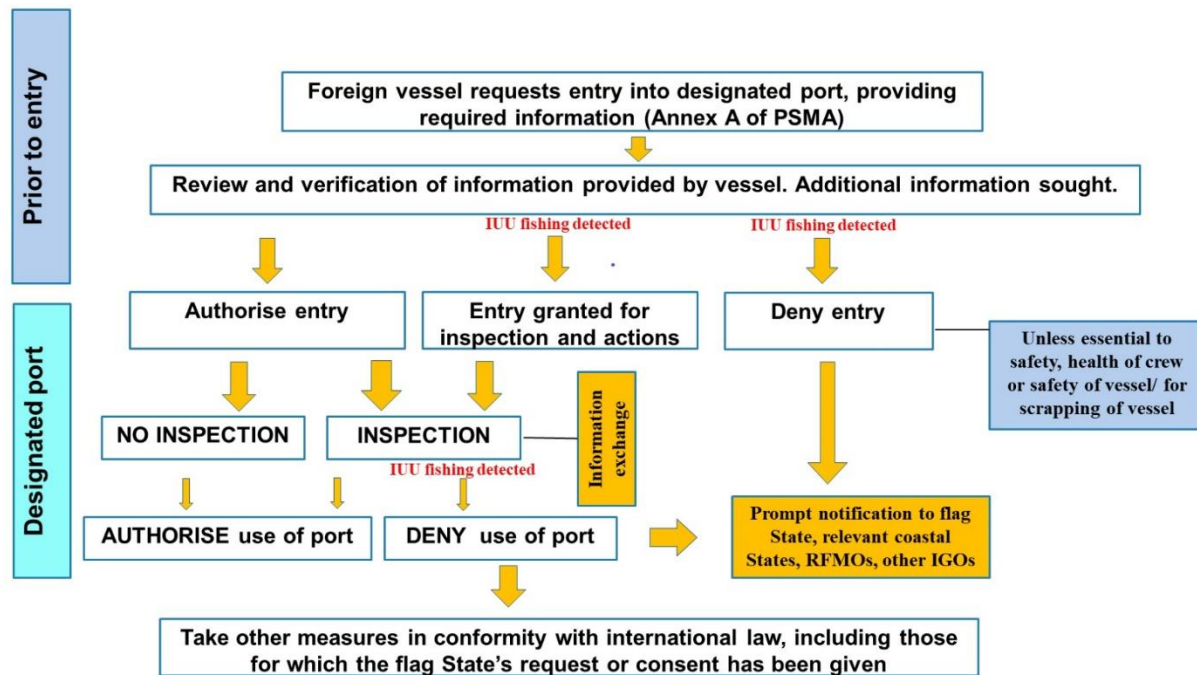 Prior to entry
Foreign vessel requests entry into designated port, providing
required information (Annex A of PSMA)
Review and verification of information provided by vessel. Additional information sought.
IUU fishing detected
IUU fishing detected
Designated port
Authorise entry
Entry granted for
inspection and actions
Deny entry
Unless essential to
safety, health of crew
or safety of vessel/ for
scrapping of vessel
NO INSPECTION
INSPECTION
Information
exchange
IUU fishing detected
AUTHORISE use of port
DENY use of port
Prompt notification to flag
State, relevant coastal
States, RFMOs, other IGOs
Take other measures in conformity with international law, including those
for which the flag State's request or consent has been given